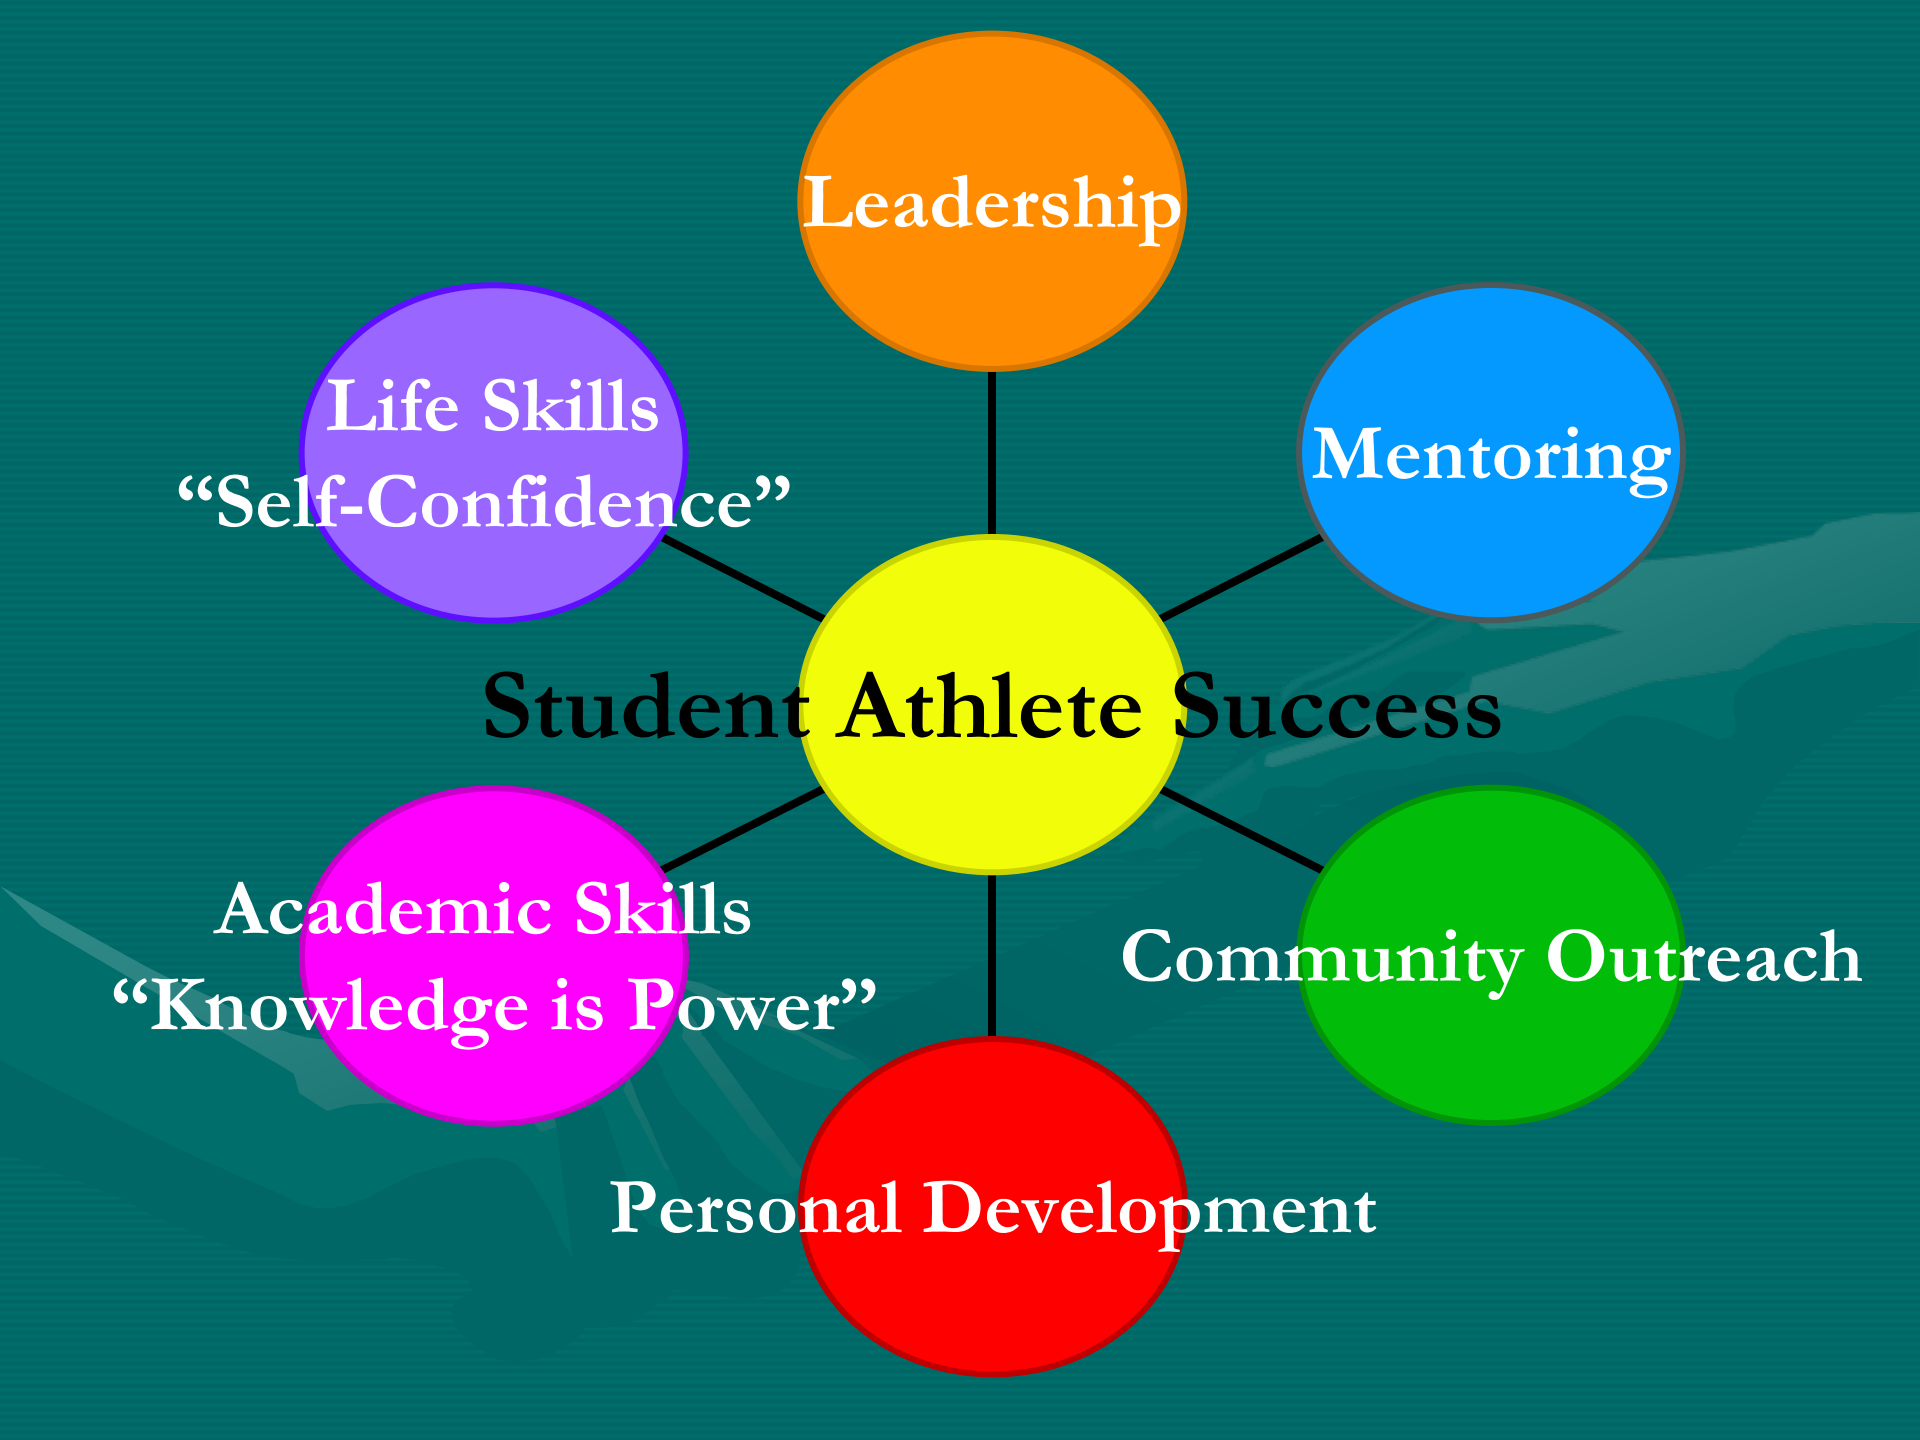 Leadership
Life Skills
“Self-Confidence”
Mentoring
Student Athlete Success
Academic Skills
“Knowledge is Power”
Community Outreach
Personal Development